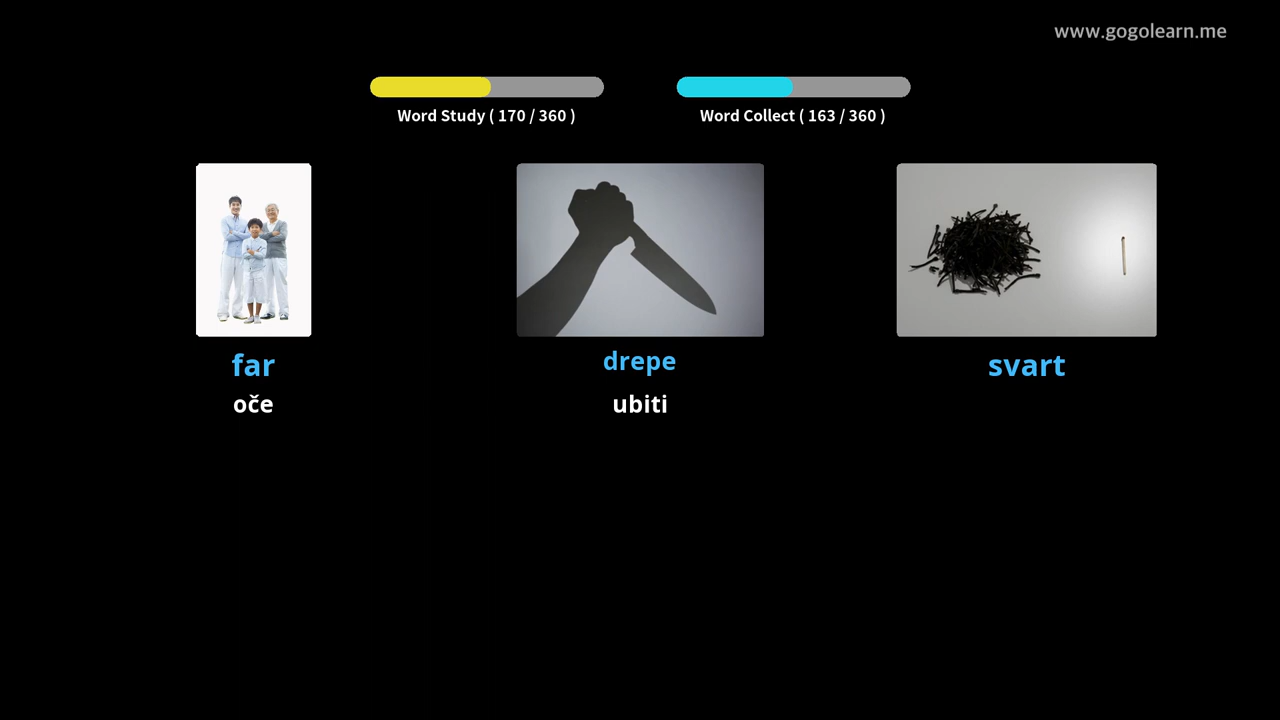 www.gogolearn.me
Word Study ( 170 / 360 )
Word Collect ( 163 / 360 )
far
drepe
svart
oče
ubiti